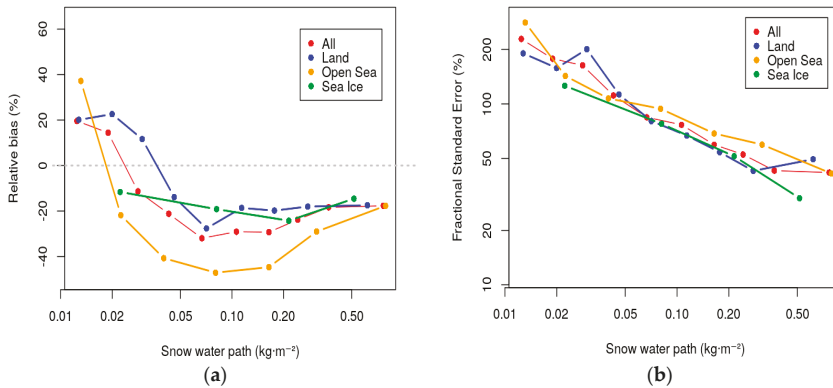 Relative bias (%)
60
40
20
0
-20
-40
All
Land
Open Sea
Sea Ice
0.01 0.02 0.05 0.10 0.20 0.50
Snow water path (kg·m⁻²)
(a)
Fractional Standard Error (%)
200
100
50
20
10
All
Land
Open Sea
Sea Ice
0.01 0.02 0.05 0.10 0.20 0.50
Snow water path (kg·m⁻²)
(b)